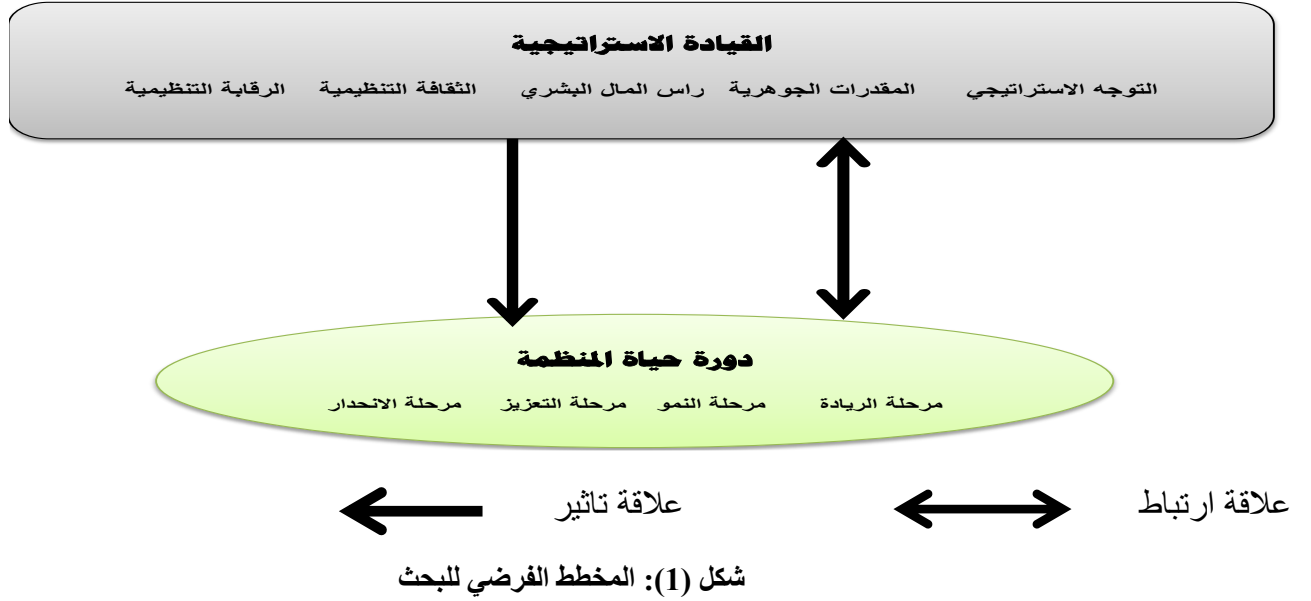 القيادة الاستراتيجية
التوجه الاستراتيجي المقدرات الجوهرية راس المال البشري الثقافة التنظيمية الرقابة التنظيمية
دورة حياة المنظمة
مرحلة الريادة مرحلة النمو مرحلة التعزيز مرحلة الانحدار
علاقة ارتباط علاقة تاثير
شكل (1): المخطط الفرضي للبحث